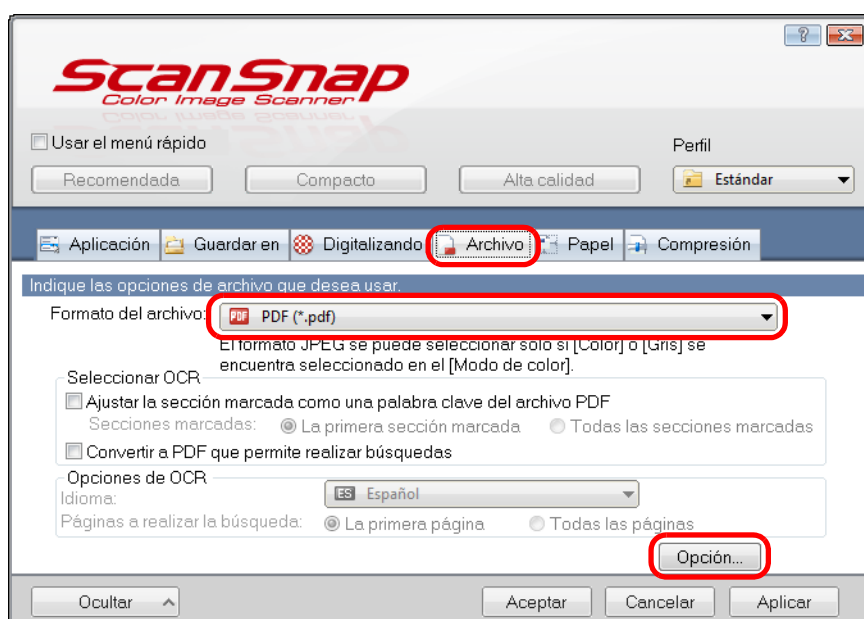 ScanSnap
Color Image Scanner
Usar el menú rápido
Perfil
Recomendada Compacto Alta calidad Estándar
Aplicación Guardar en Digitalizando Archivo Papel Compresión
Indique las opciones de archivo que desea usar.
Formato del archivo: PDF PDF (*.pdf)
El formato JPEG se puede seleccionar solo si [Color] o [Gris] se
encuentra seleccionado en el [Modo de color].
Seleccionar OCR
Ajustar la sección marcada como una palabra clave del archivo PDF
Secciones marcadas: La primera sección marcada Todas las secciones marcadas
Convertir a PDF que permite realizar búsquedas
Opciones de OCR
Idioma: ES Español
Páginas a realizar la búsqueda: La primera página Todas las páginas
Opción...
Ocultar Aceptar Cancelar Aplicar